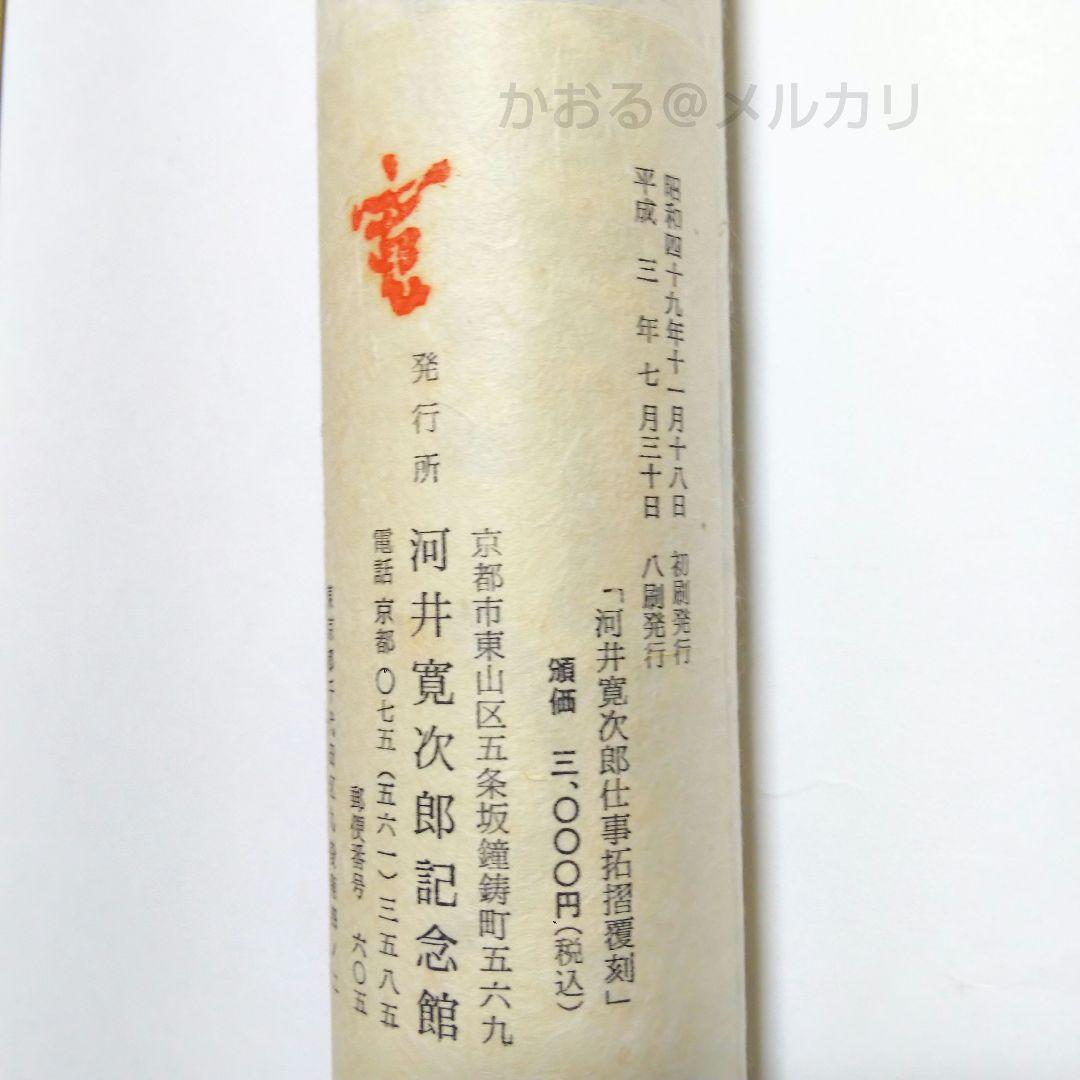 かおる@メルカリ
昭和四十九年十一月十八日 初刷発行
平成 三 年 七 月三十日 八刷発行
「河井寛次郎仕事拓摺覆刻」
頒価 三、〇〇〇円(税込)
京都市東山区五条坂鐘鋳町五六九
発行所 河井寛次郎記念館
電話 京都 〇七五(五六一)三五八五
郵便番号 六〇五
寛